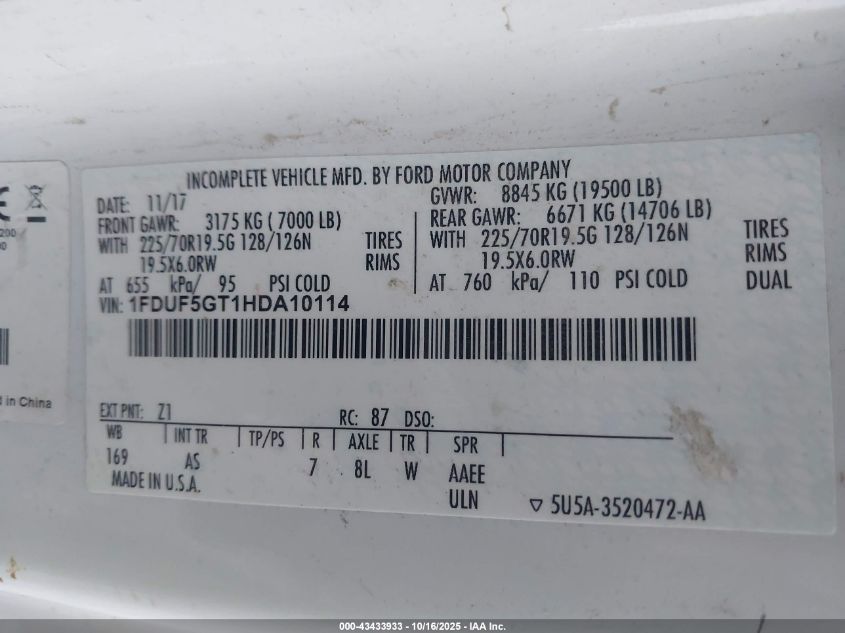 INCOMPLETE VEHICLE MFD. BY FORD MOTOR COMPANY
DATE: 11/17
GVWR: 8845 KG (19500 LB)
FRONT GAWR: 3175 KG ( 7000 LB)
REAR GAWR: 6671 KG (14706 LB)
WITH 225/70R19.5G 128/126N TIRES
WITH 225/70R19.5G 128/126N TIRES
19.5X6.0RW RIMS
19.5X6.0RW RIMS
AT 655 kPa/ 95 PSI COLD
AT 760 kPa/ 110 PSI COLD DUAL
VIN: 1FDUF5GT1HDA10114
EXT PNT: Z1 RC: 87 DSO:
WB INT TR TP/PS R AXLE TR SPR
169 AS 7 8L W AAEE
MADE IN U.S.A. ULN
▽ 5U5A-3520472-AA
in China
000-43433933 - 10/16/2025 - IAA Inc.